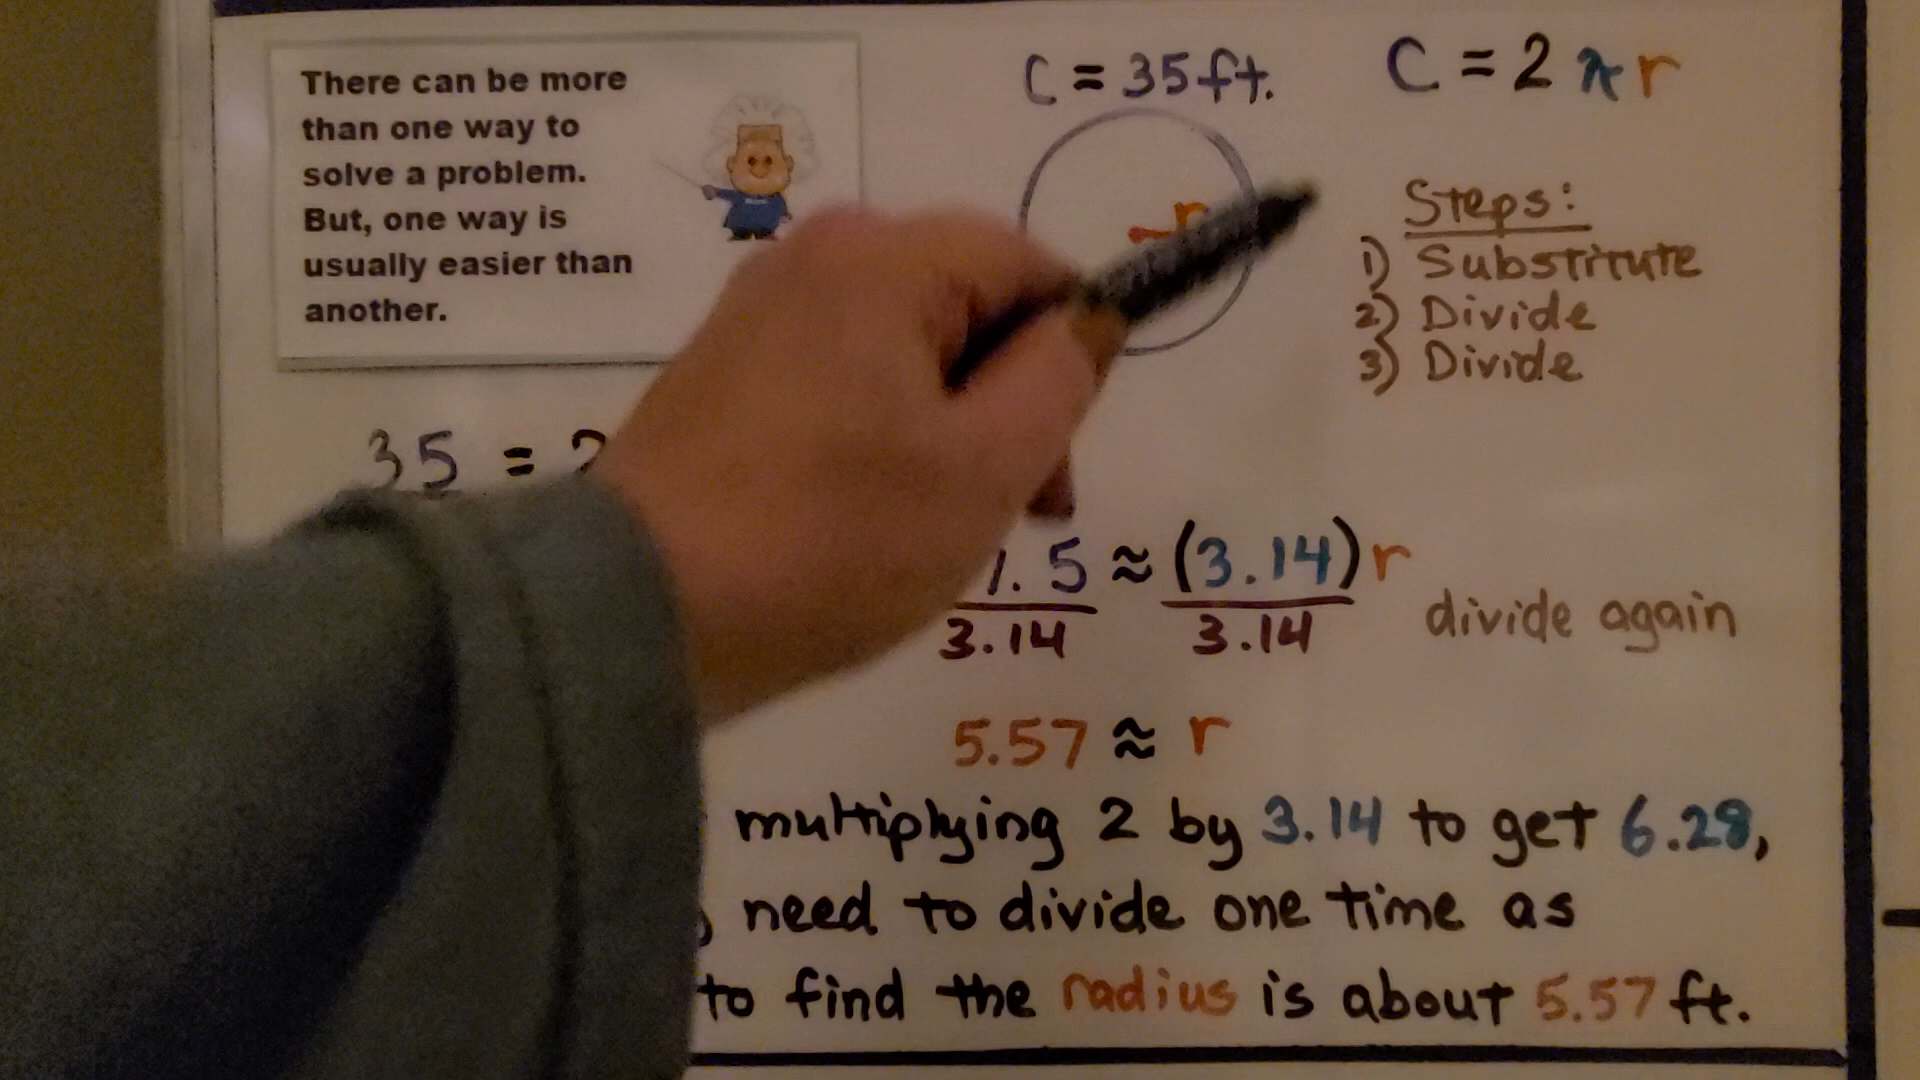 There can be more
than one way to
solve a problem.
But, one way is
usually easier than
another.
C = 35 ft.
r
C = 2 π r
Steps:
1) Substitute
2) Divide
3) Divide
35 = 2
.5 ≈ (3.14) r
3.14 3.14
divide again
5.57 ≈ r
multiplying 2 by 3.14 to get 6.28,
need to divide one time as
to find the radius is about 5.57 ft.